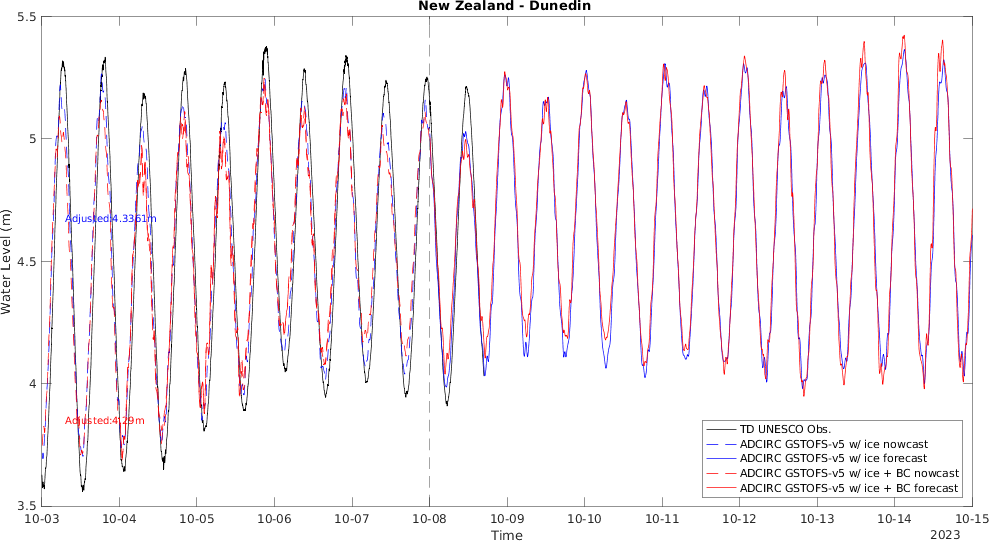 New Zealand - Dunedin
5.5
5
4.5
4
3.5
Water Level (m)
Adjusted:4.3361m
Adjusted:4.29m
TD UNESCO Obs.
ADCIRC GSTOFS-v5 w/ ice nowcast
ADCIRC GSTOFS-v5 w/ ice forecast
ADCIRC GSTOFS-v5 w/ ice + BC nowcast
ADCIRC GSTOFS-v5 w/ ice + BC forecast
10-03 10-04 10-05 10-06 10-07 10-08 10-09 10-10 10-11 10-12 10-13 10-14 10-15
Time
2023